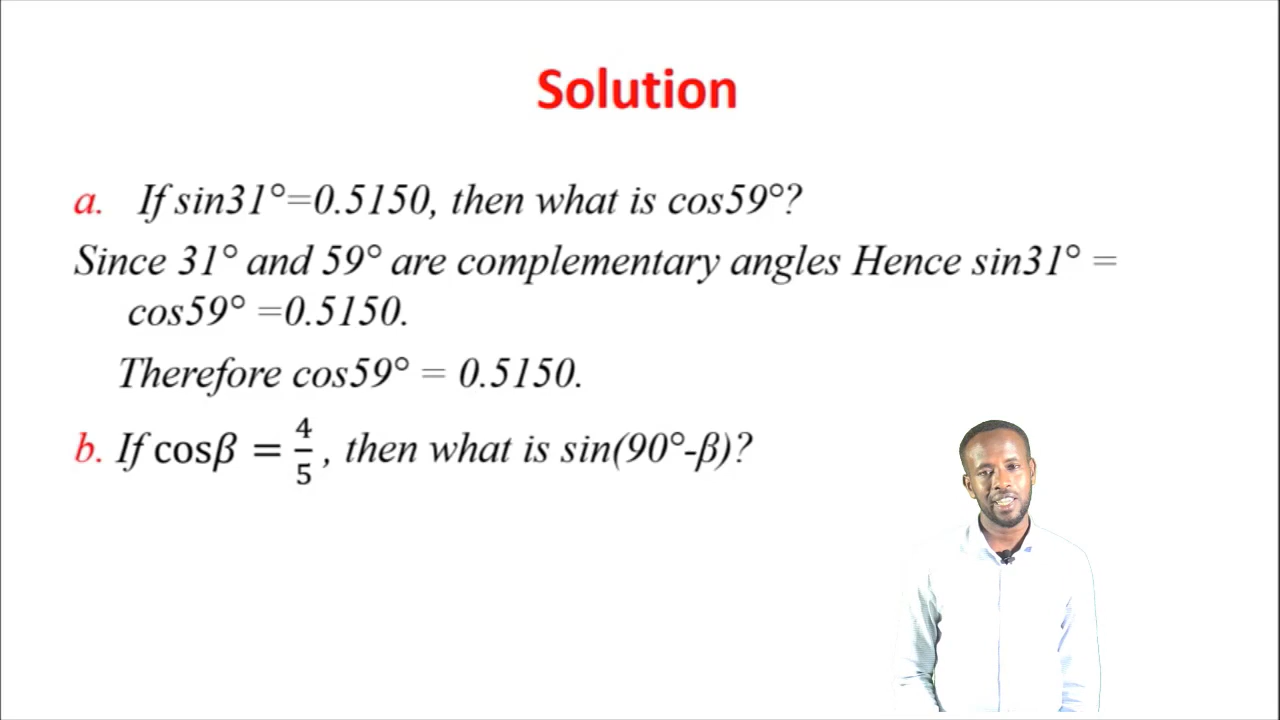 Solution
a. If sin31°=0.5150, then what is cos59°?
Since 31° and 59° are complementary angles Hence sin31° =
cos59° =0.5150.
Therefore cos59° = 0.5150.
b. If cosβ = 4/5, then what is sin(90°-β)?